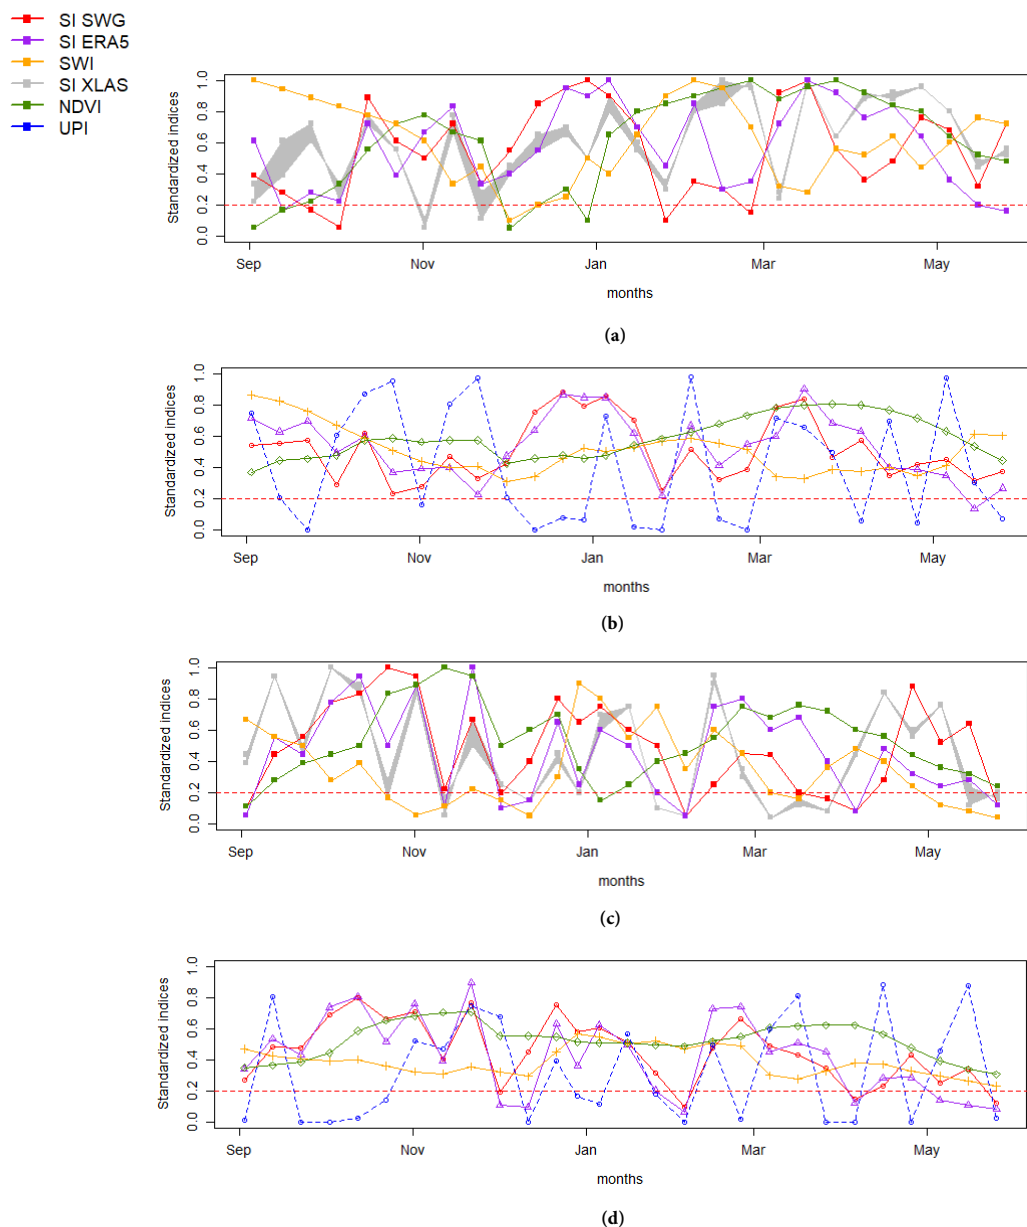 SI SWG
SI ERA5
SWI
SI XLAS
NDVI
UPI
Standardized indices
0.0 0.2 0.4 0.6 0.8 1.0
Sep Nov Jan Mar May
months
(a)
Standardized indices
0.0 0.2 0.4 0.6 0.8 1.0
Sep Nov Jan Mar May
months
(b)
Standardized indices
0.0 0.2 0.4 0.6 0.8 1.0
Sep Nov Jan Mar May
months
(c)
Standardized indices
0.0 0.2 0.4 0.6 0.8 1.0
Sep Nov Jan Mar May
months
(d)